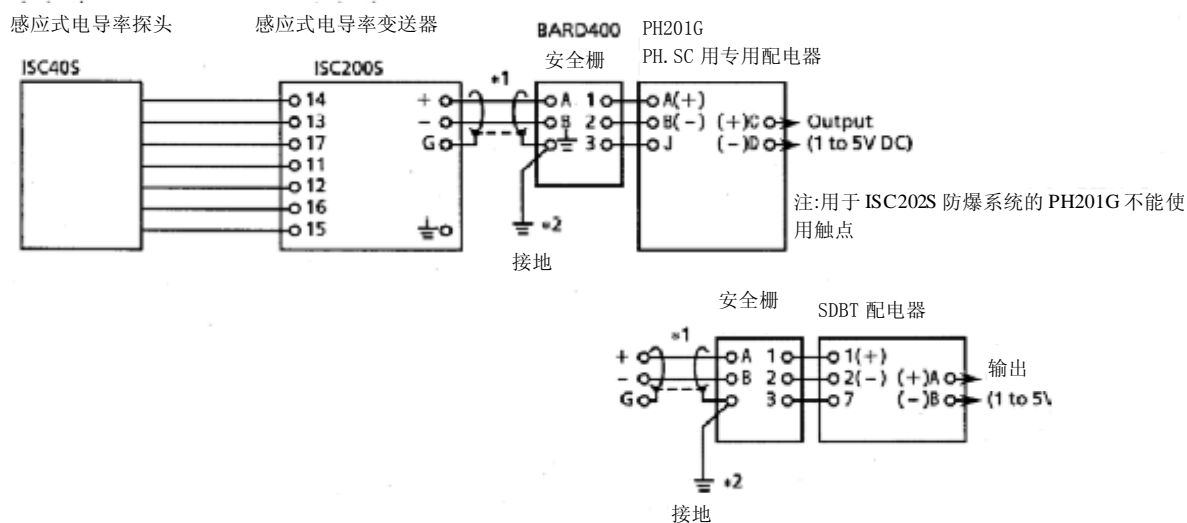 感应式电导率探头
感应式电导率变送器
BARD400
安全栅
PH201G
PH.SC 用专用配电器
ISC40S
ISC200S
14
13
17
11
12
16
15
+
-
G
*1
A 1
B 2
3
A(+)
B(-) (+)C
J (-)D
Output
(1 to 5V DC)
*2
接地
注:用于 ISC202S 防爆系统的 PH201G 不能使
用触点
安全栅
SDBT 配电器
*1
+
-
G
A 1
B 2
3
1(+)
2(-) (+)A
7 (-)B
输出
(1 to 5V
*2
接地